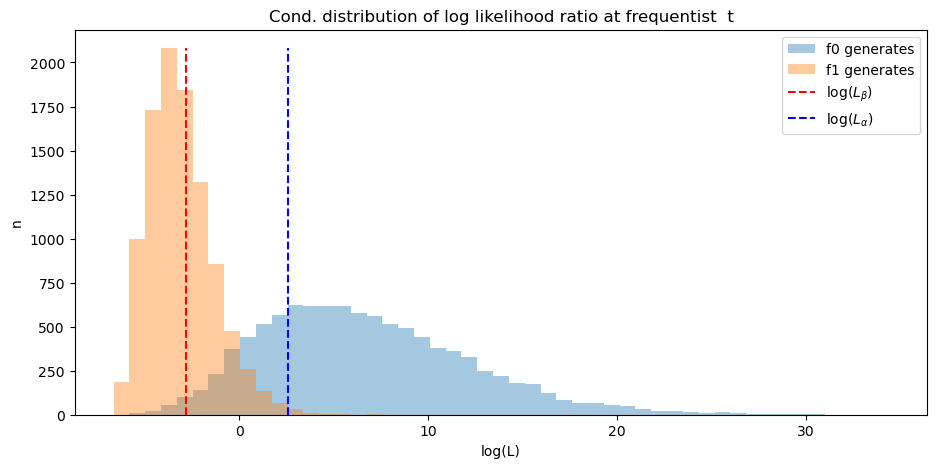 Cond. distribution of log likelihood ratio at frequentist  t
f0 generates
f1 generates
log(L_β)
log(L_α)
2000
1750
1500
1250
1000
750
500
250
0
n
0 10 20 30
log(L)